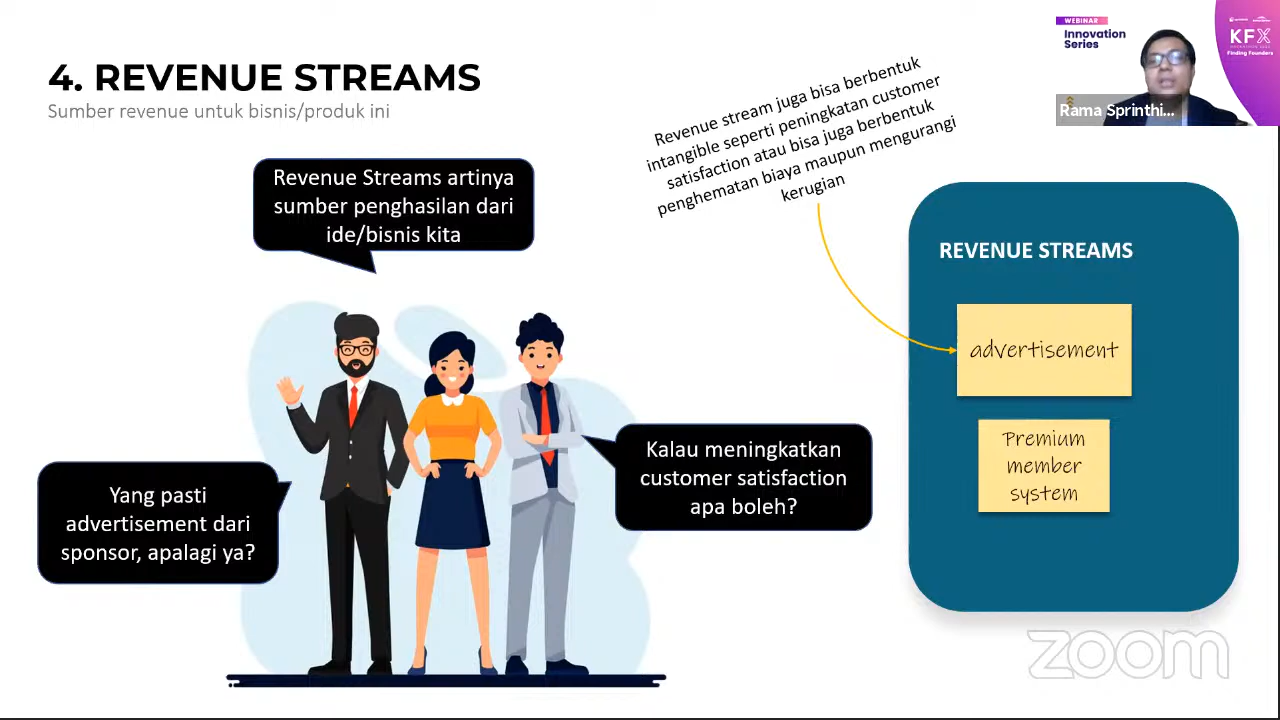 4. REVENUE STREAMS
Sumber revenue untuk bisnis/produk ini
Revenue Streams artinya
sumber penghasilan dari
ide/bisnis kita
Revenue stream juga bisa berbentuk
intangible seperti peningkatan customer
satisfaction atau bisa juga berbentuk
penghematan biaya maupun mengurangi
kerugian
WEBINAR
Innovation
Series
KFX
Finding Founders
Rama Sprinthi...
REVENUE STREAMS
advertisement
Premium
member
system
Yang pasti
advertisement dari
sponsor, apalagi ya?
Kalau meningkatkan
customer satisfaction
apa boleh?
zoom